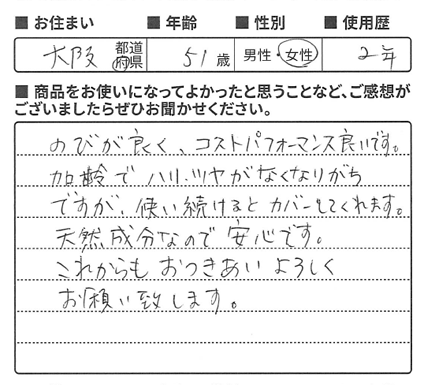 ■ お住まい ■ 年齢 ■ 性別 ■ 使用歴
大阪 都道府県 51歳 男性・女性 2年
■ 商品をお使いになってよかったと思うことなど、ご感想が
ございましたらぜひお聞かせください。
のびが良く、コストパフォーマンス良いです。
加齢でハリ・ツヤがなくなりがち
ですが、使い続けるとカバーしてくれます。
天然成分なので安心です。
これからもおつきあいよろしく
お願い致します。